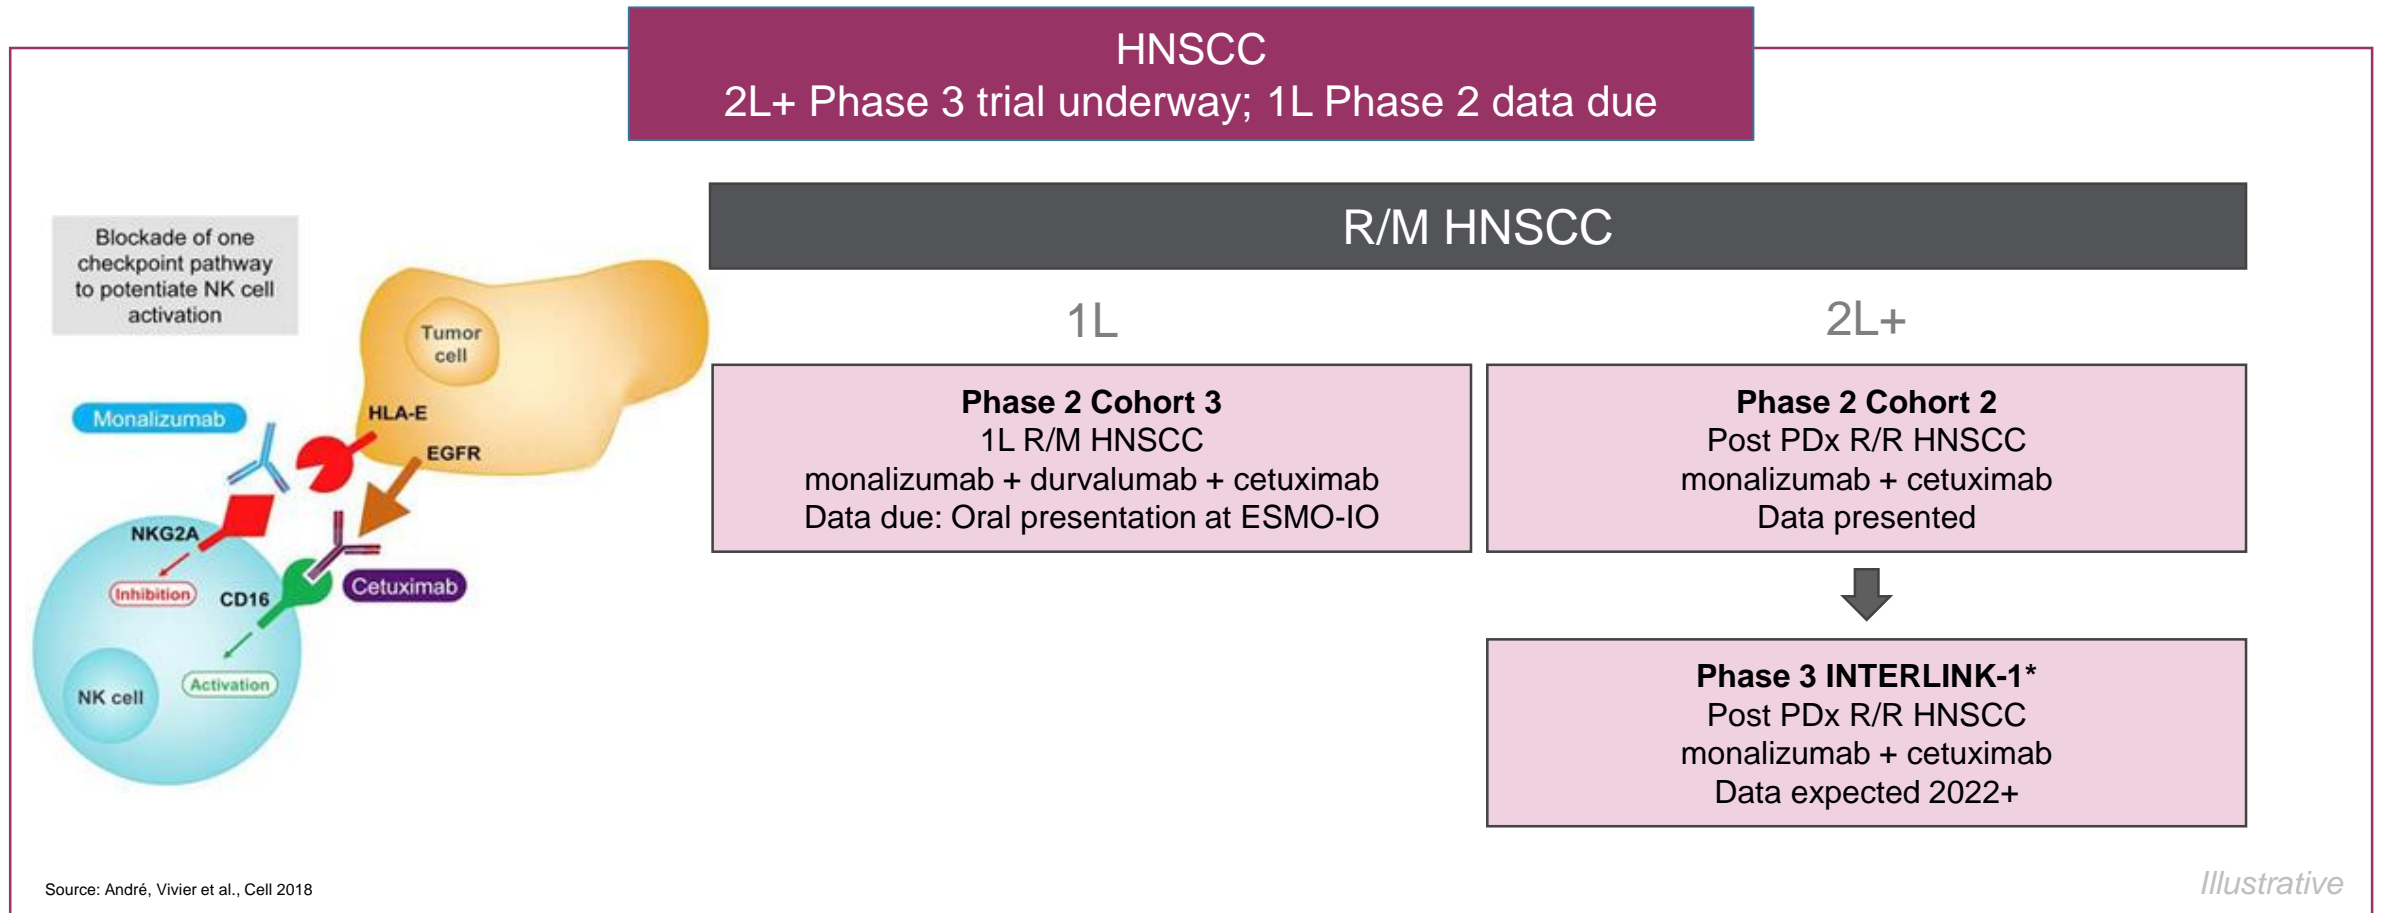 HNSCC
2L+ Phase 3 trial underway; 1L Phase 2 data due
Blockade of one
checkpoint pathway
to potentiate NK cell
activation
Tumor
cell
HLA-E
EGFR
Monalizumab
NKG2A
Inhibition
CD16
Cetuximab
Activation
NK cell
R/M HNSCC
1L
2L+
Phase 2 Cohort 3
1L R/M HNSCC
monalizumab + durvalumab + cetuximab
Data due: Oral presentation at ESMO-IO
Phase 2 Cohort 2
Post PDx R/R HNSCC
monalizumab + cetuximab
Data presented
Phase 3 INTERLINK-1*
Post PDx R/R HNSCC
monalizumab + cetuximab
Data expected 2022+
Source: André, Vivier et al., Cell 2018
Illustrative